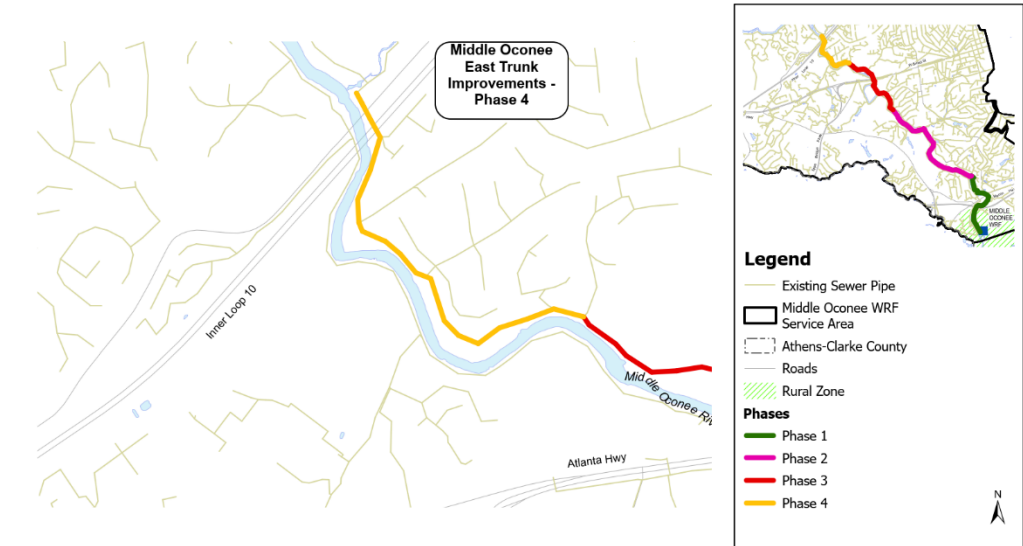 Middle Oconee
East Trunk
Improvements -
Phase 4
Inner Loop 10
Middle Oconee Riv
Atlanta Hwy
MIDDLE
OCONEE
WRF
Legend
Existing Sewer Pipe
Middle Oconee WRF
Service Area
Athens-Clarke County
Roads
Rural Zone
Phases
Phase 1
Phase 2
Phase 3
Phase 4
N